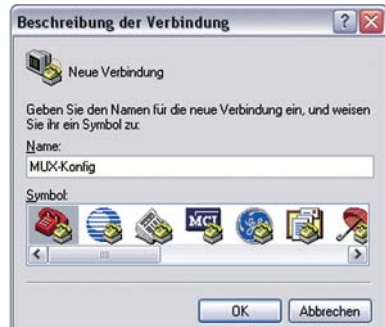 Beschreibung der Verbindung
Neue Verbindung
Geben Sie den Namen für die neue Verbindung ein, und weisen
Sie ihr ein Symbol zu:
Name:
MUX-Konfig
Symbol:
MCI
OK
Abbrechen